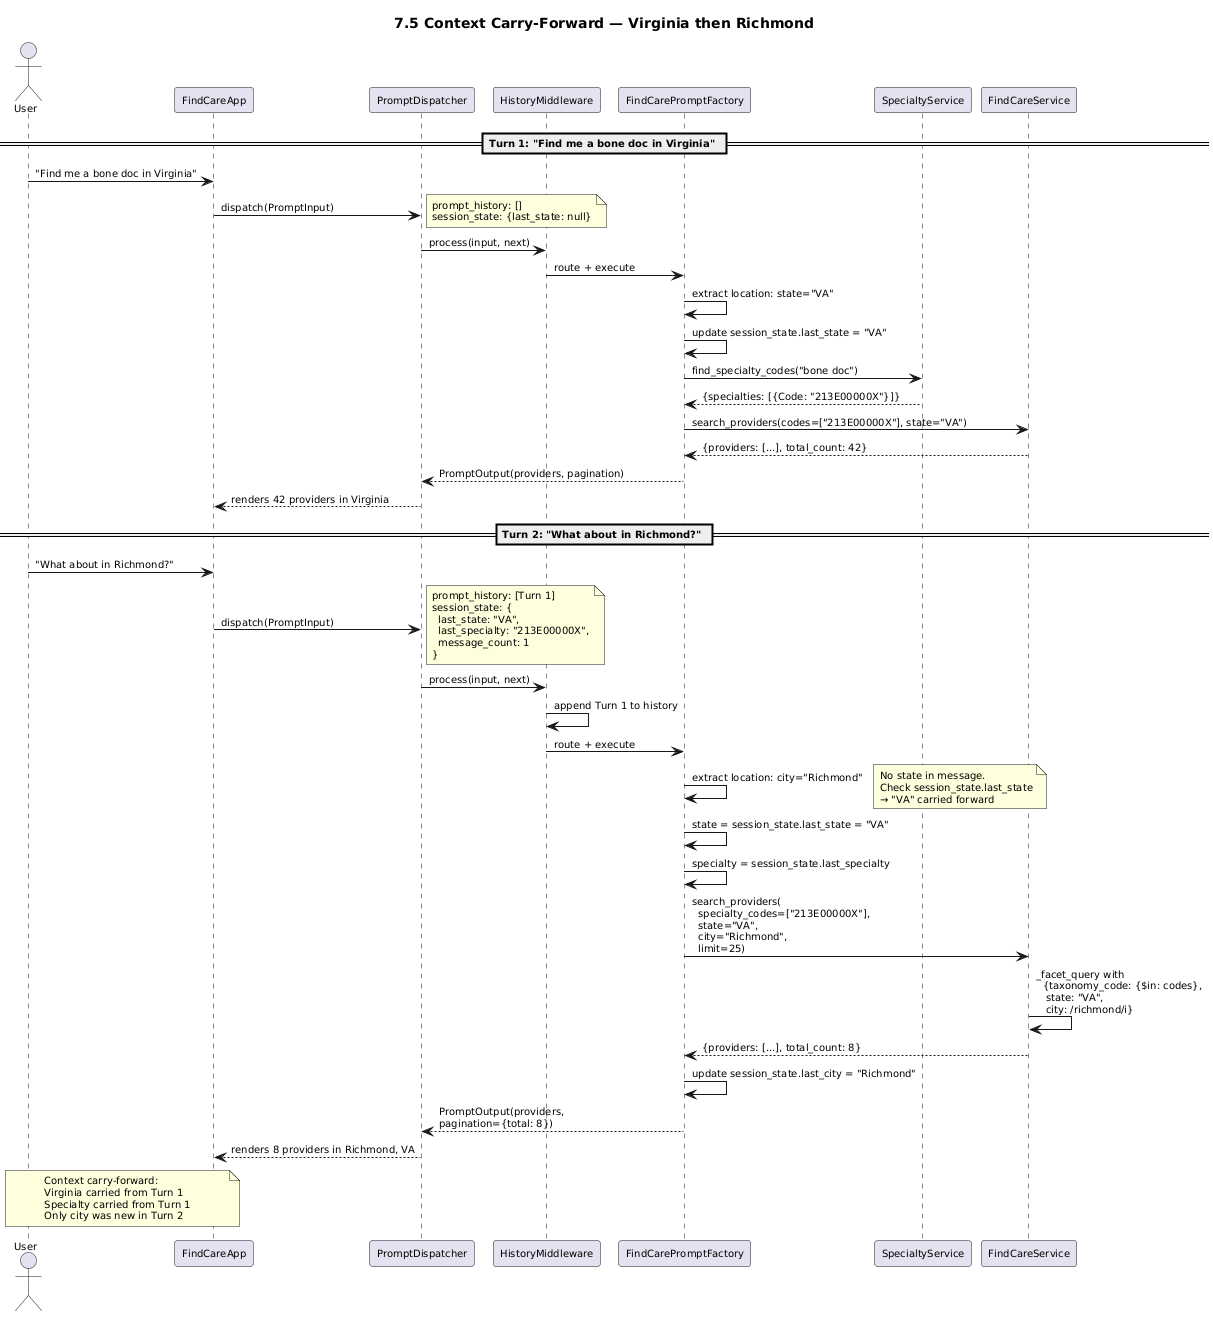 7.5 Context Carry-Forward — Virginia then Richmond
User
FindCareApp
PromptDispatcher
HistoryMiddleware
FindCarePromptFactory
SpecialtyService
FindCareService
Turn 1: "Find me a bone doc in Virginia"
"Find me a bone doc in Virginia"
dispatch(PromptInput)
prompt_history: []
session_state: {last_state: null}
process(input, next)
route + execute
extract location: state="VA"
update session_state.last_state = "VA"
find_specialty_codes("bone doc")
{specialties: [{Code: "213E00000X"}]}
search_providers(codes=["213E00000X"], state="VA")
{providers: [...], total_count: 42}
PromptOutput(providers, pagination)
renders 42 providers in Virginia
Turn 2: "What about in Richmond?"
"What about in Richmond?"
dispatch(PromptInput)
prompt_history: [Turn 1]
session_state: {
last_state: "VA",
last_specialty: "213E00000X",
message_count: 1
}
process(input, next)
append Turn 1 to history
route + execute
extract location: city="Richmond"
No state in message.
Check session_state.last_state
→ "VA" carried forward
state = session_state.last_state = "VA"
specialty = session_state.last_specialty
search_providers(
specialty_codes=["213E00000X"],
state="VA",
city="Richmond",
limit=25)
_facet_query with
{taxonomy_code: {$in: codes},
state: "VA",
city: /richmond/i}
{providers: [...], total_count: 8}
update session_state.last_city = "Richmond"
PromptOutput(providers,
pagination={total: 8})
renders 8 providers in Richmond, VA
Context carry-forward:
Virginia carried from Turn 1
Specialty carried from Turn 1
Only city was new in Turn 2
User
FindCareApp
PromptDispatcher
HistoryMiddleware
FindCarePromptFactory
SpecialtyService
FindCareService